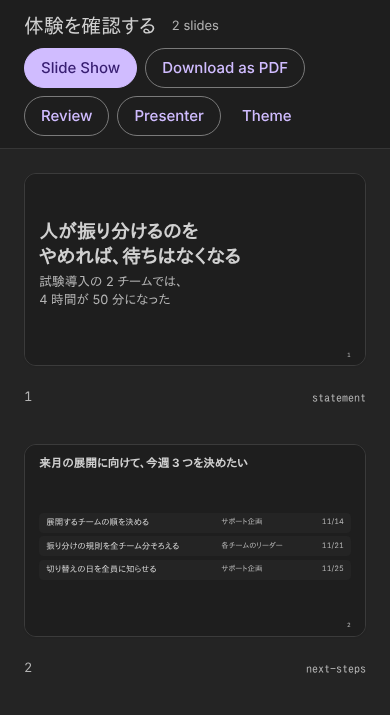 体験を確認する 2 slides
Slide Show Download as PDF
Review Presenter Theme
人が振り分けるのを
やめれば、待ちはなくなる
試験導入の 2 チームでは、
4 時間が 50 分になった
1
1 statement
来月の展開に向けて、今週 3 つを決めたい
展開するチームの順を決める サポート企画 11/14
振り分けの規則を全チーム分そろえる 各チームのリーダー 11/21
切り替えの日を全員に知らせる サポート企画 11/25
2
2 next-steps